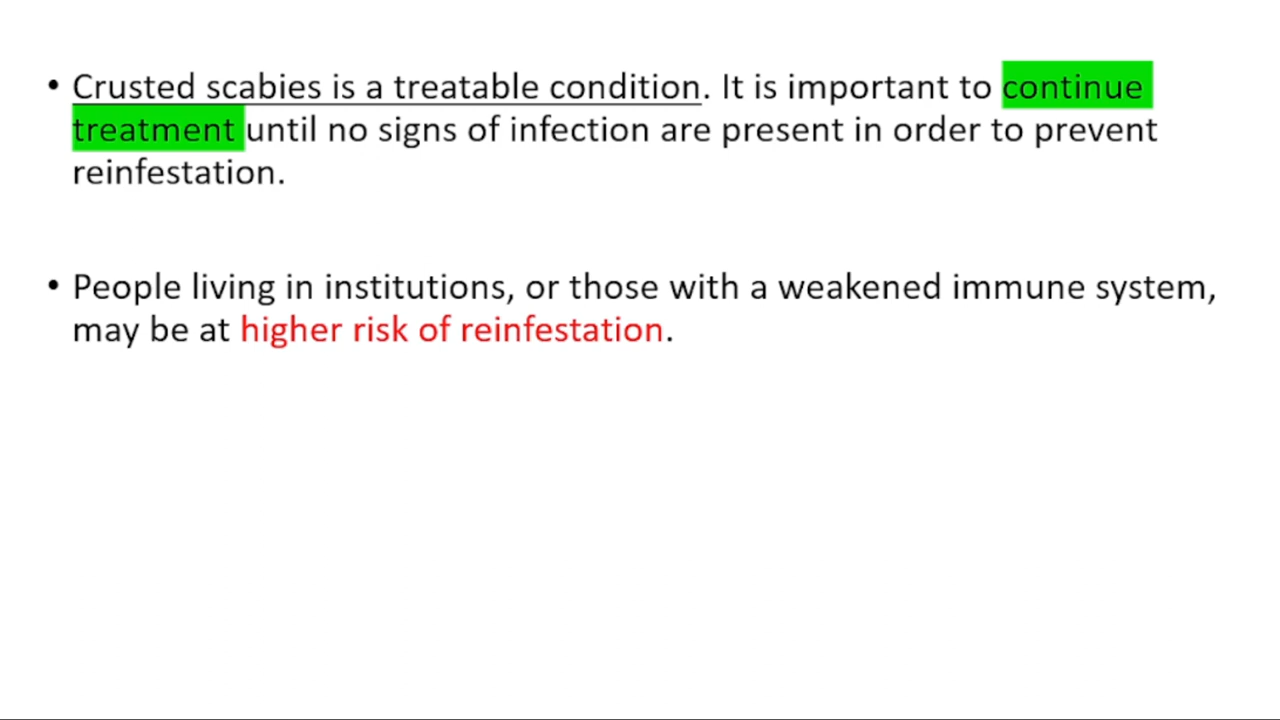 • Crusted scabies is a treatable condition. It is important to continue
treatment until no signs of infection are present in order to prevent
reinfestation.
• People living in institutions, or those with a weakened immune system,
may be at higher risk of reinfestation.